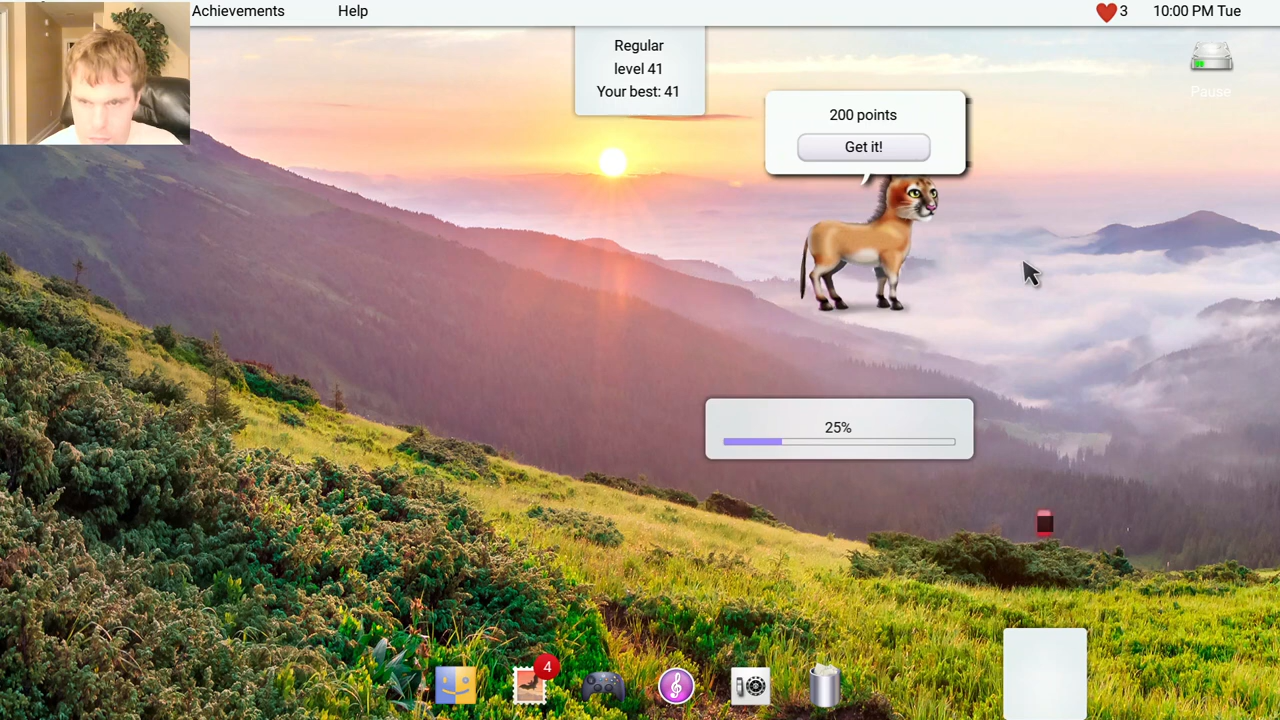 Achievements
Help
3
10:00 PM Tue
Regular
level 41
Your best: 41
Pause
200 points
Get it!
25%
4